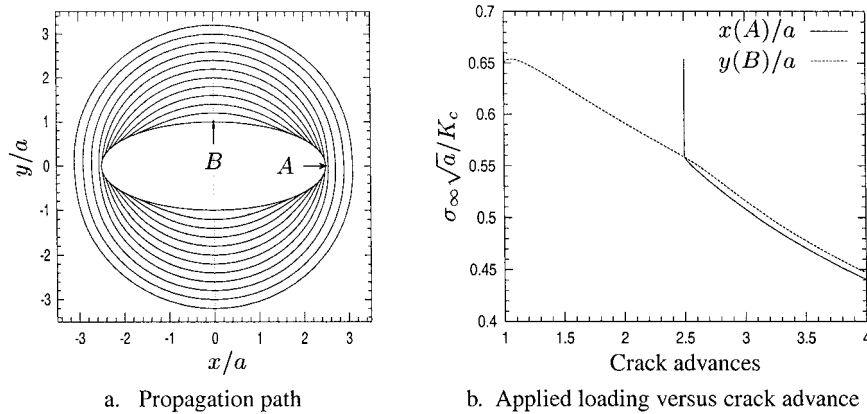 3
2
1
0
-1
-2
-3
y/a
-3 -2 -1 0 1 2 3
x/a
B
A
a. Propagation path
0.7
0.65
0.6
0.55
0.5
0.45
0.4
σ∞√a/Kc
x(A)/a
y(B)/a
1 1.5 2 2.5 3 3.5 4
Crack advances
b. Applied loading versus crack advance